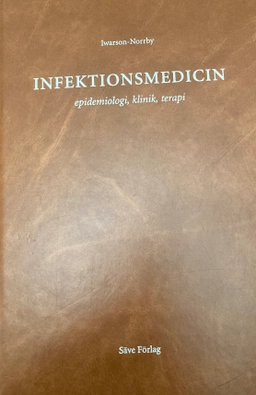 Iwarson-Norrby
INFEKTIONSMEDICIN
epidemiologi, klinik, terapi
Säve Förlag